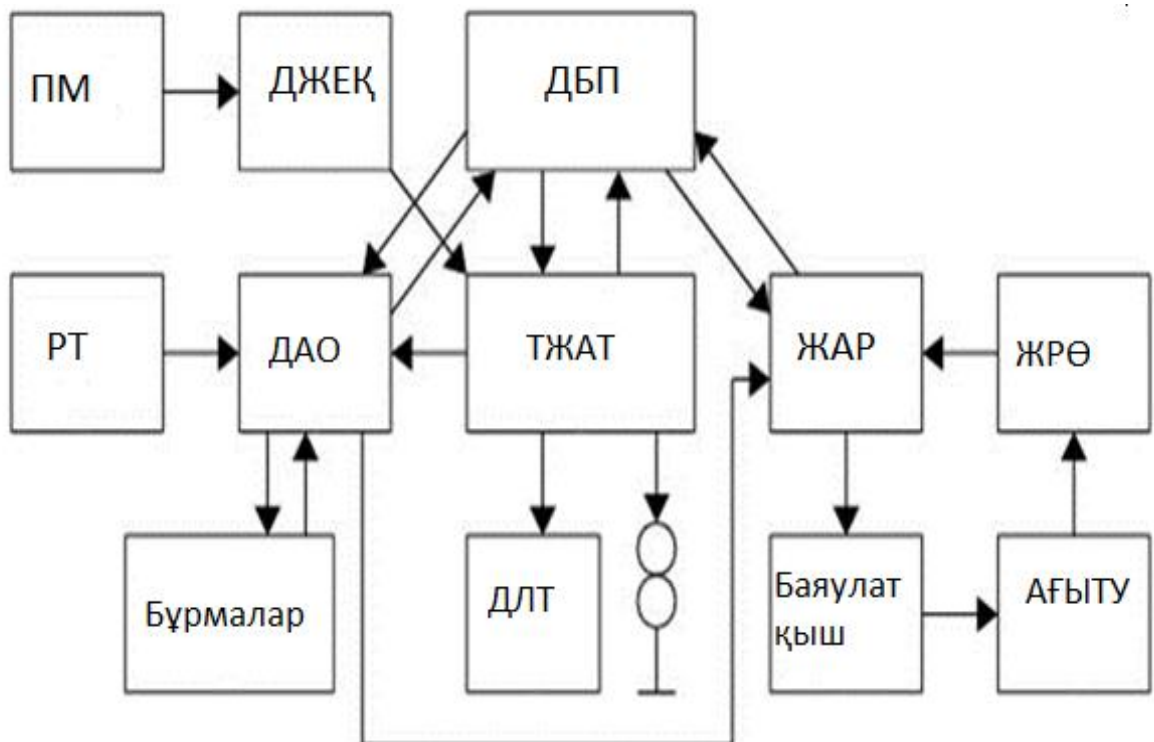 ПМ
ДЖЕҚ
ДБП
РТ
ДАО
ТЖАТ
ЖАР
ЖРӨ
Бұрмалар
ДЛТ
Баяулат
қыш
АҒЫТУ